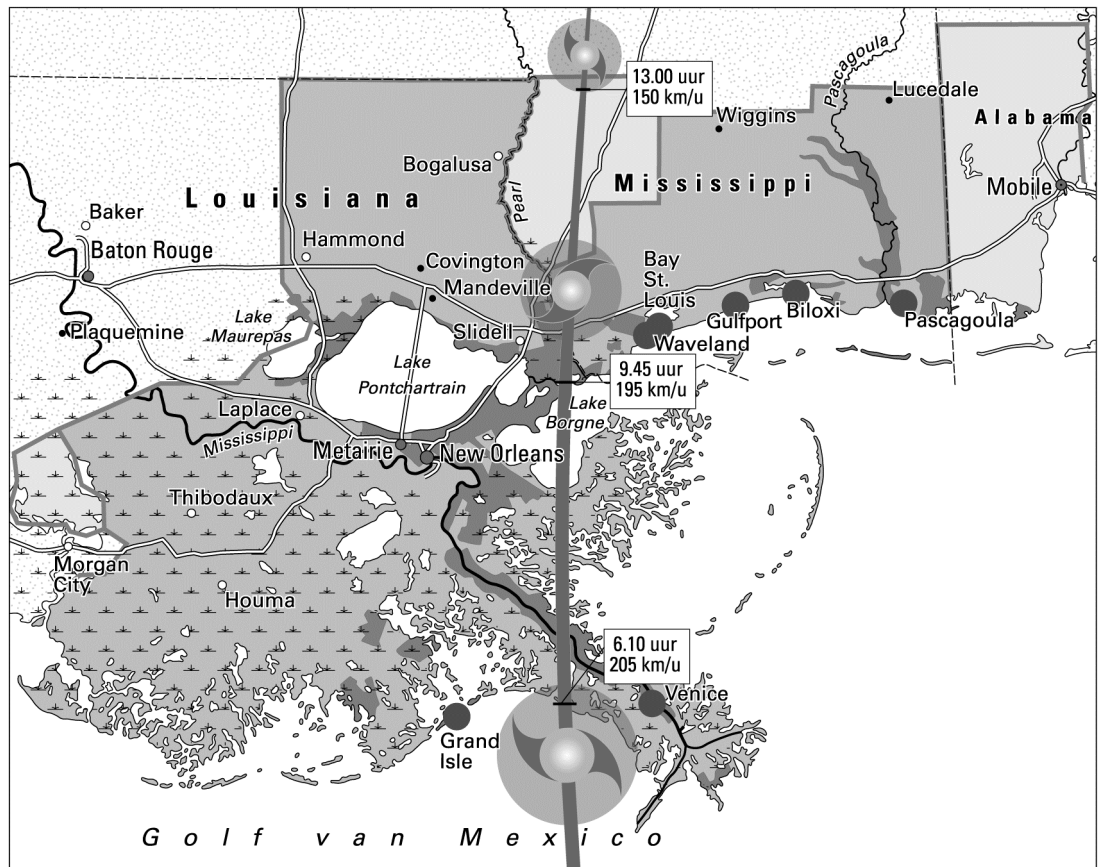 13.00 uur
150 km/u
Pascagoula
Lucedale
Wiggins
Alabama
Bogalusa
Pearl
Louisiana
Mississippi
Mobile
Baker
Baton Rouge
Hammond
Covington
Mandeville
Bay
St.
Louis
Waveland
Gulfport
Biloxi
Pascagoula
Plaquemine
Lake
Maurepas
Slidell
Lake
Pontchartrain
9.45 uur
195 km/u
Lake
Borgne
Laplace
Mississippi
Metairie
New Orleans
Thibodaux
Morgan
City
Houma
6.10 uur
205 km/u
Venice
Grand
Isle
Golf van Mexico